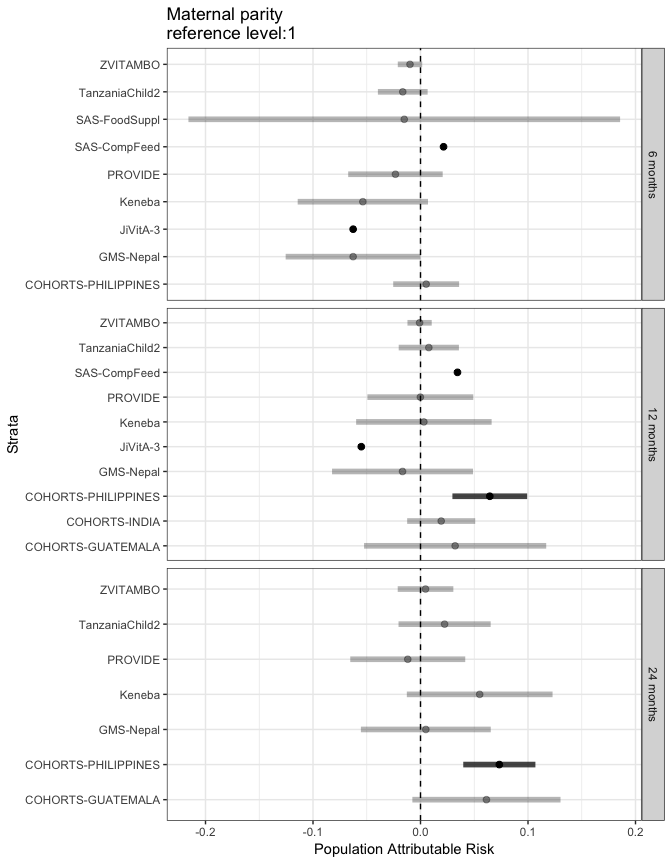 Maternal parity
reference level:1
Strata
ZVITAMBO
TanzaniaChild2
SAS-FoodSuppl
SAS-CompFeed
PROVIDE
Keneba
JiVitA-3
GMS-Nepal
COHORTS-PHILIPPINES
6 months
ZVITAMBO
TanzaniaChild2
SAS-CompFeed
PROVIDE
Keneba
JiVitA-3
GMS-Nepal
COHORTS-PHILIPPINES
COHORTS-INDIA
COHORTS-GUATEMALA
12 months
ZVITAMBO
TanzaniaChild2
PROVIDE
Keneba
GMS-Nepal
COHORTS-PHILIPPINES
COHORTS-GUATEMALA
24 months
-0.2 -0.1 0.0 0.1 0.2
Population Attributable Risk